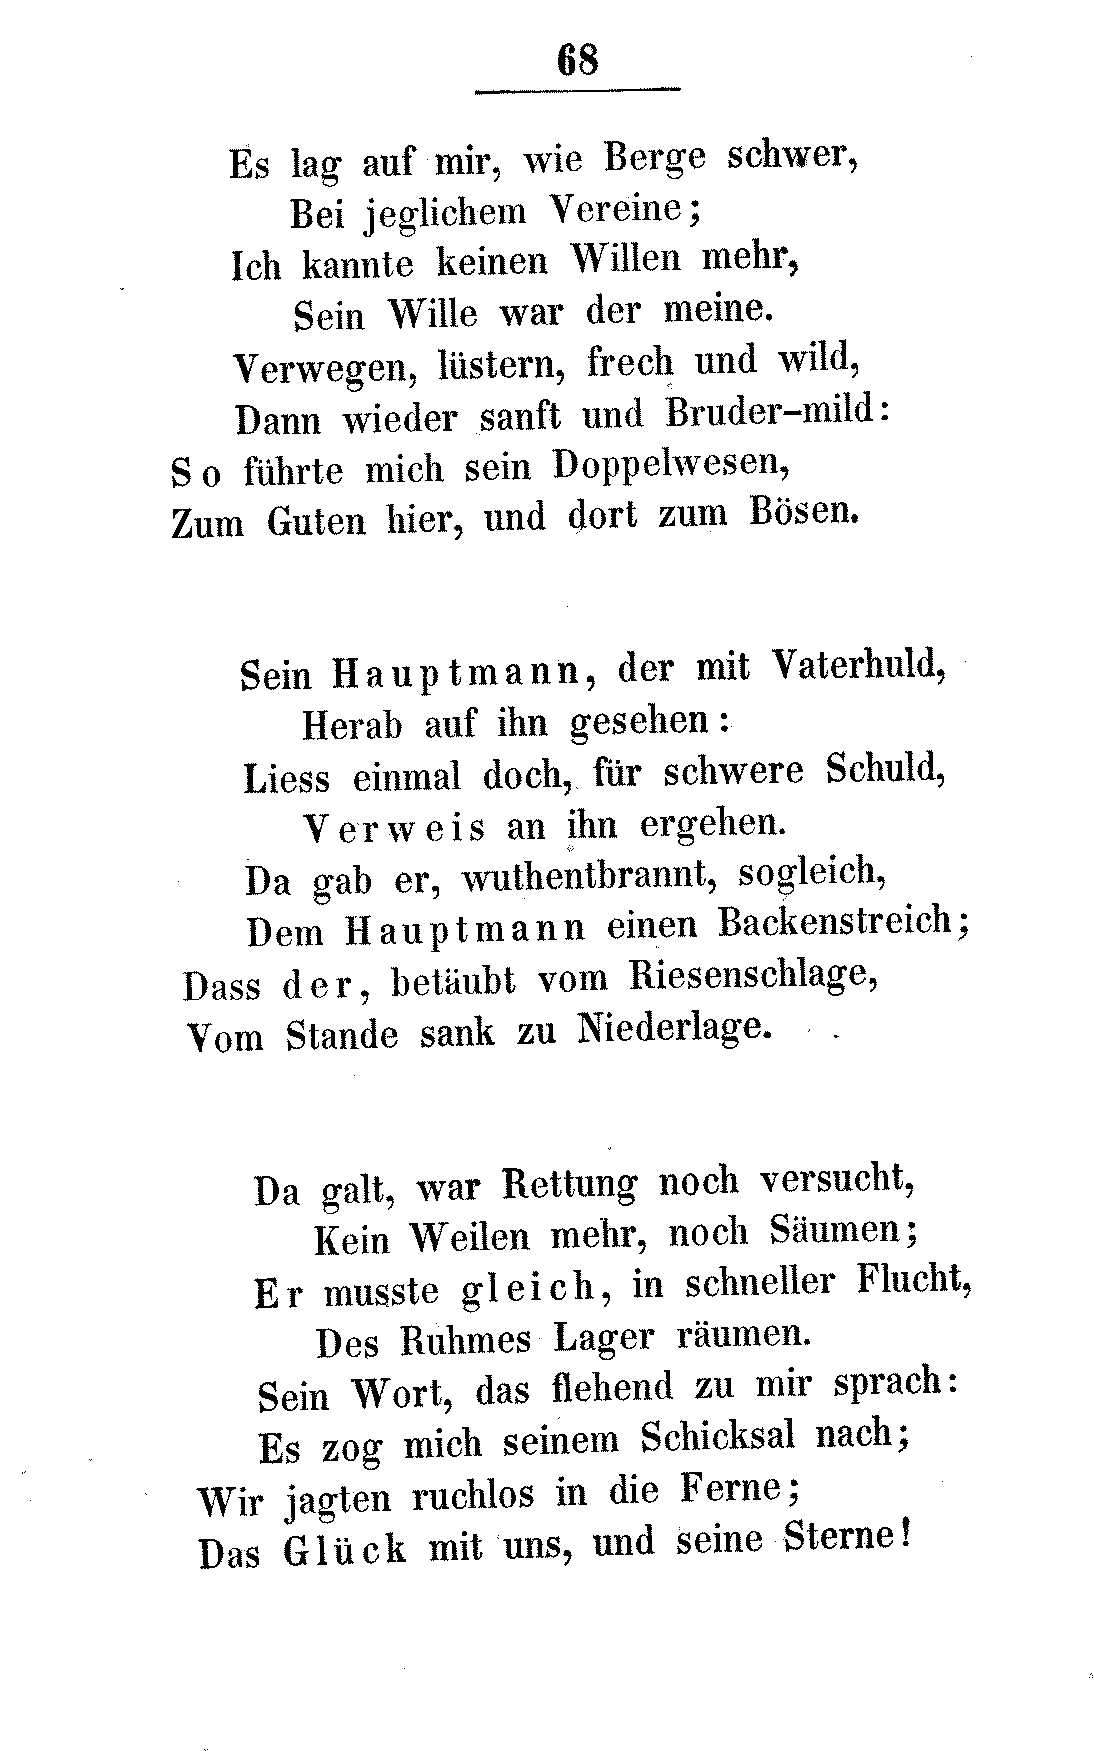 68
Es lag auf mir, wie Berge schwer,
Bei jeglichem Vereine;
Ich kannte keinen Willen mehr,
Sein Wille war der meine.
Verwegen, lüstern, frech und wild,
Dann wieder sanft und Bruder-mild:
So führte mich sein Doppelwesen,
Zum Guten hier, und dort zum Bösen.
Sein Hauptmann, der mit Vaterhuld,
Herab auf ihn gesehen:
Liess einmal doch, für schwere Schuld,
Verweis an ihn ergehen.
Da gab er, wuthentbrannt, sogleich,
Dem Hauptmann einen Backenstreich;
Dass der, betäubt vom Riesenschlage,
Vom Stande sank zu Niederlage.
Da galt, war Rettung noch versucht,
Kein Weilen mehr, noch Säumen;
Er musste gleich, in schneller Flucht,
Des Ruhmes Lager räumen.
Sein Wort, das flehend zu mir sprach:
Es zog mich seinem Schicksal nach;
Wir jagten ruchlos in die Ferne;
Das Glück mit uns, und seine Sterne!